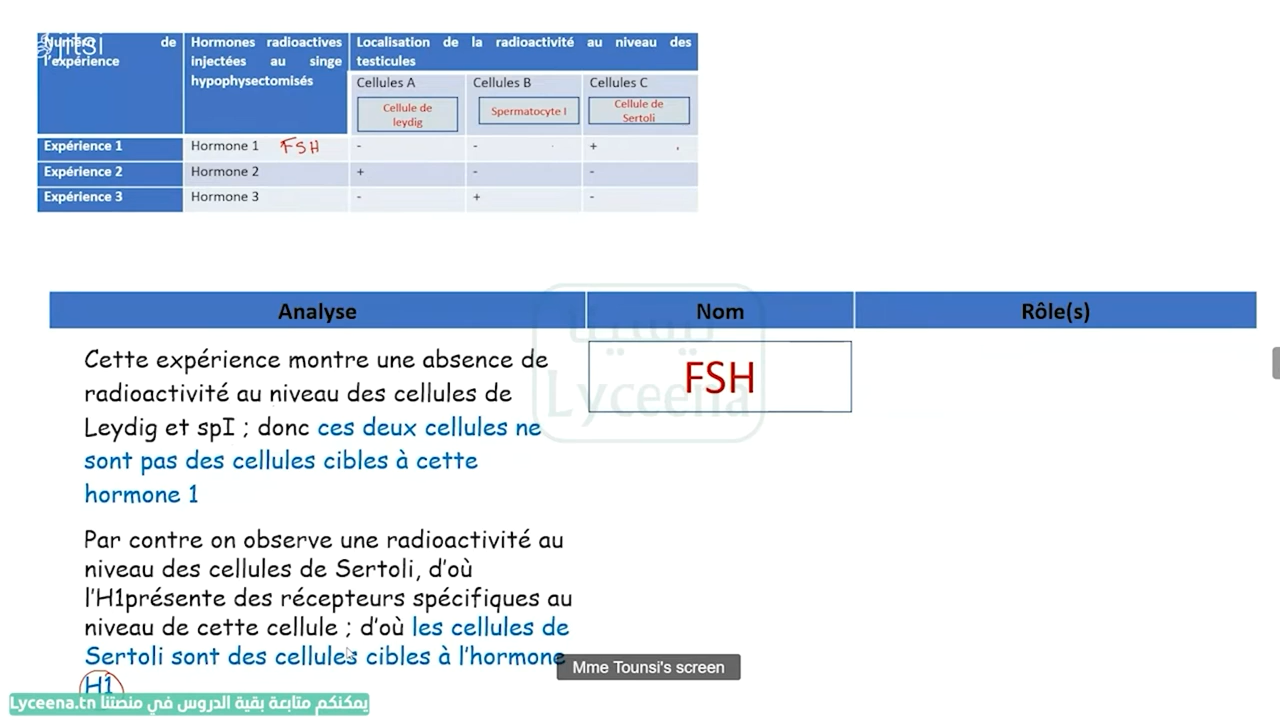 Numéro de l'expérience
Hormones radioactives injectées au singe hypophysectomisés
Localisation de la radioactivité au niveau des testicules
Jitsi
Cellules A
Cellules B
Cellules C
Cellule de leydig
Spermatocyte I
Cellule de Sertoli
Expérience 1 Hormone 1 FSH - - +
Expérience 2 Hormone 2 + - -
Expérience 3 Hormone 3 - + -
Analyse Nom Rôle(s)
Cette expérience montre une absence de
radioactivité au niveau des cellules de
Leydig et spI ; donc ces deux cellules ne
sont pas des cellules cibles à cette
hormone 1
FSH
Lyceena
Par contre on observe une radioactivité au
niveau des cellules de Sertoli, d'où
l'H1présente des récepteurs spécifiques au
niveau de cette cellule ; d'où les cellules de
Sertoli sont des cellules cibles à l'hormone
H1
Mme Tounsi's screen
يمكنكم متابعة بقية الدروس في منصتنا Lyceena.tn